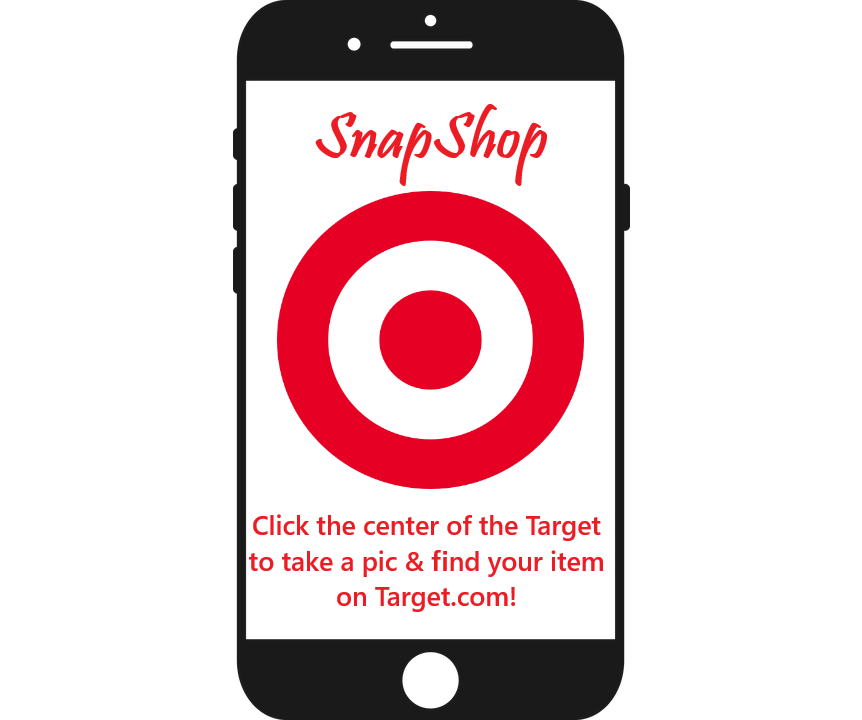 SnapShop
Click the center of the Target
to take a pic & find your item
on Target.com!